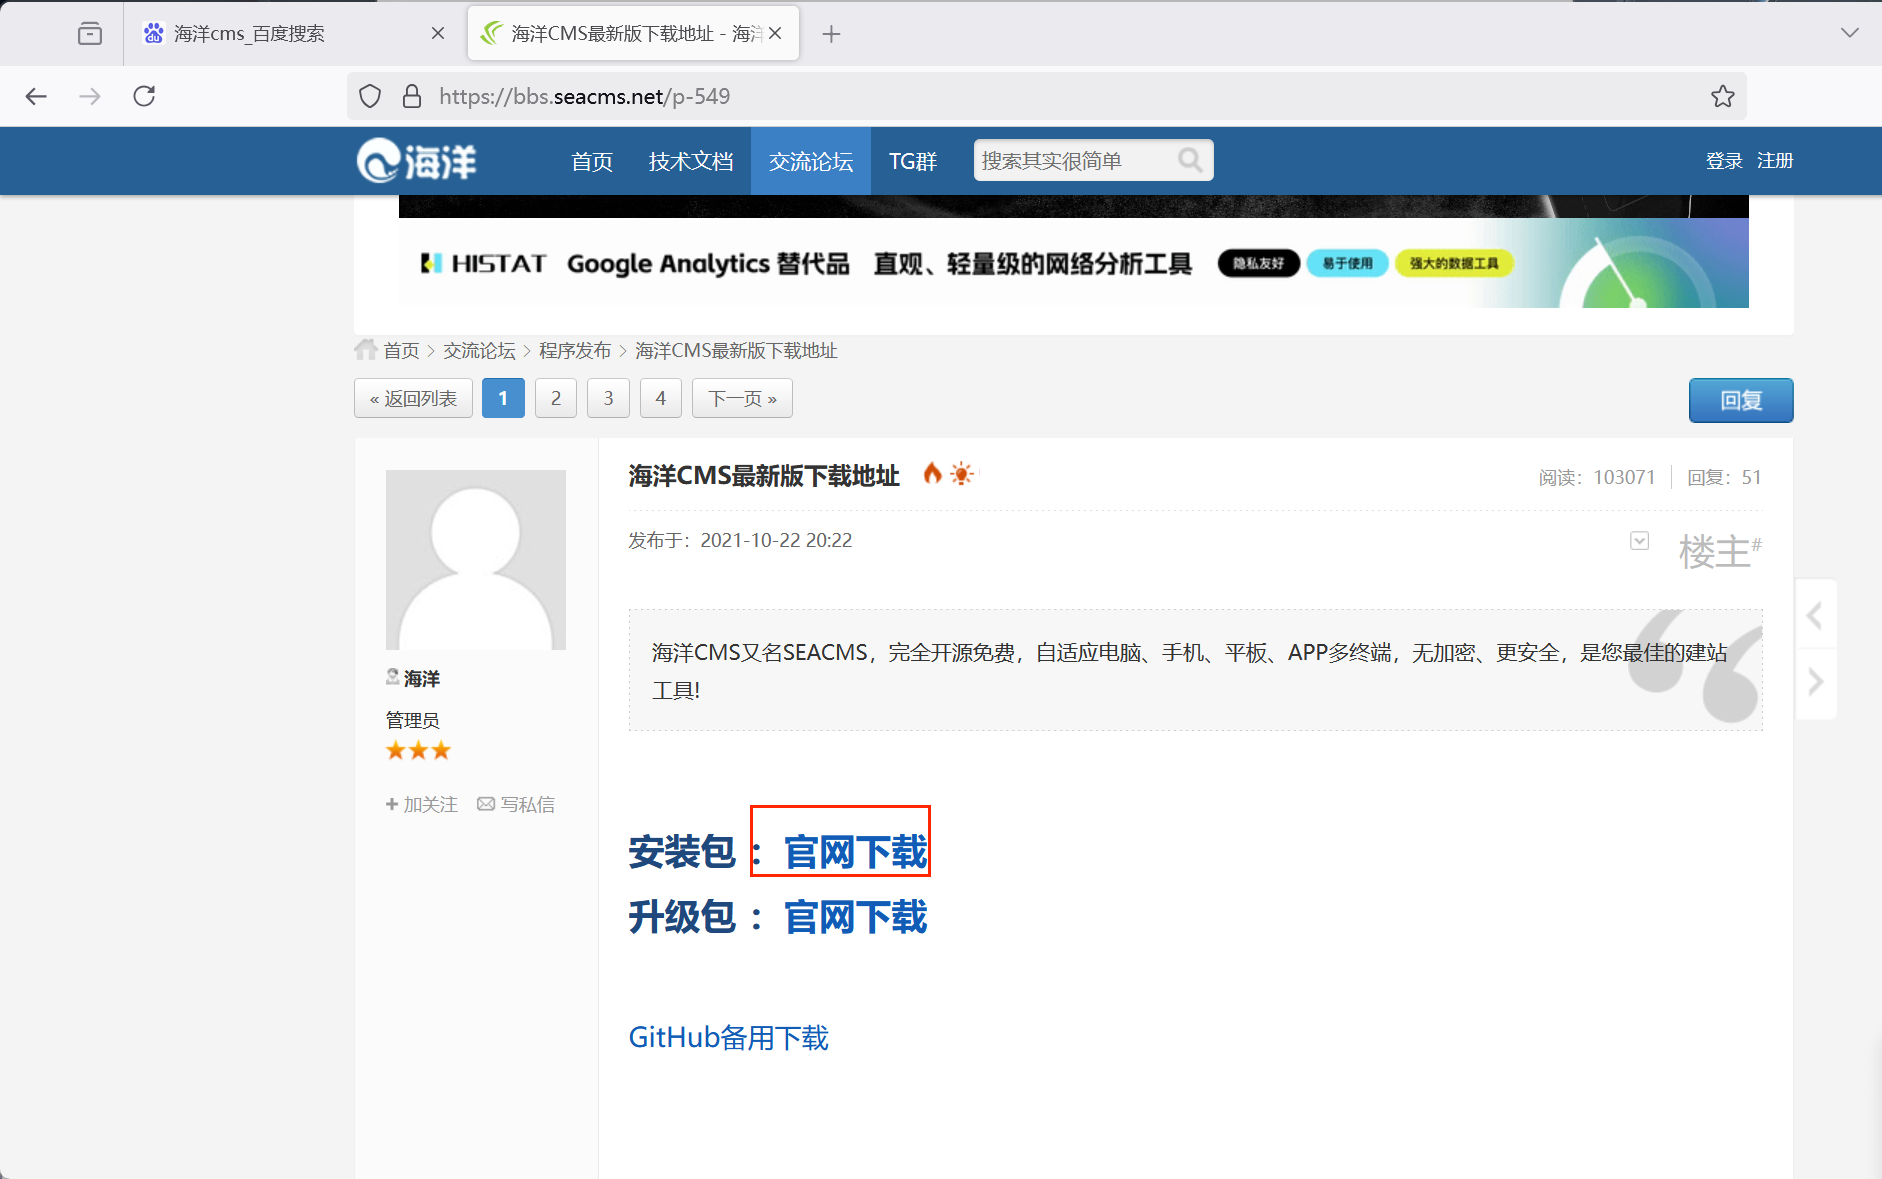 海洋cms_百度搜索
海洋CMS最新版下载地址 - 海洋
https://bbs.seacms.net/p-549
海洋
首页 技术文档 交流论坛 TG群 搜索其实很简单 登录 注册
HISTAT Google Analytics 替代品 直观、轻量级的网络分析工具 隐私友好 易于使用 强大的数据工具
首页 > 交流论坛 > 程序发布 > 海洋CMS最新版下载地址
« 返回列表 1 2 3 4 下一页 » 回复
海洋CMS最新版下载地址 阅读：103071 回复：51
发布于：2021-10-22 20:22 楼主#
海洋CMS又名SEACMS，完全开源免费，自适应电脑、手机、平板、APP多终端，无加密、更安全，是您最佳的建站
工具!
海洋
管理员
加关注 写私信
安装包 ： 官网下载
升级包 ： 官网下载
GitHub备用下载